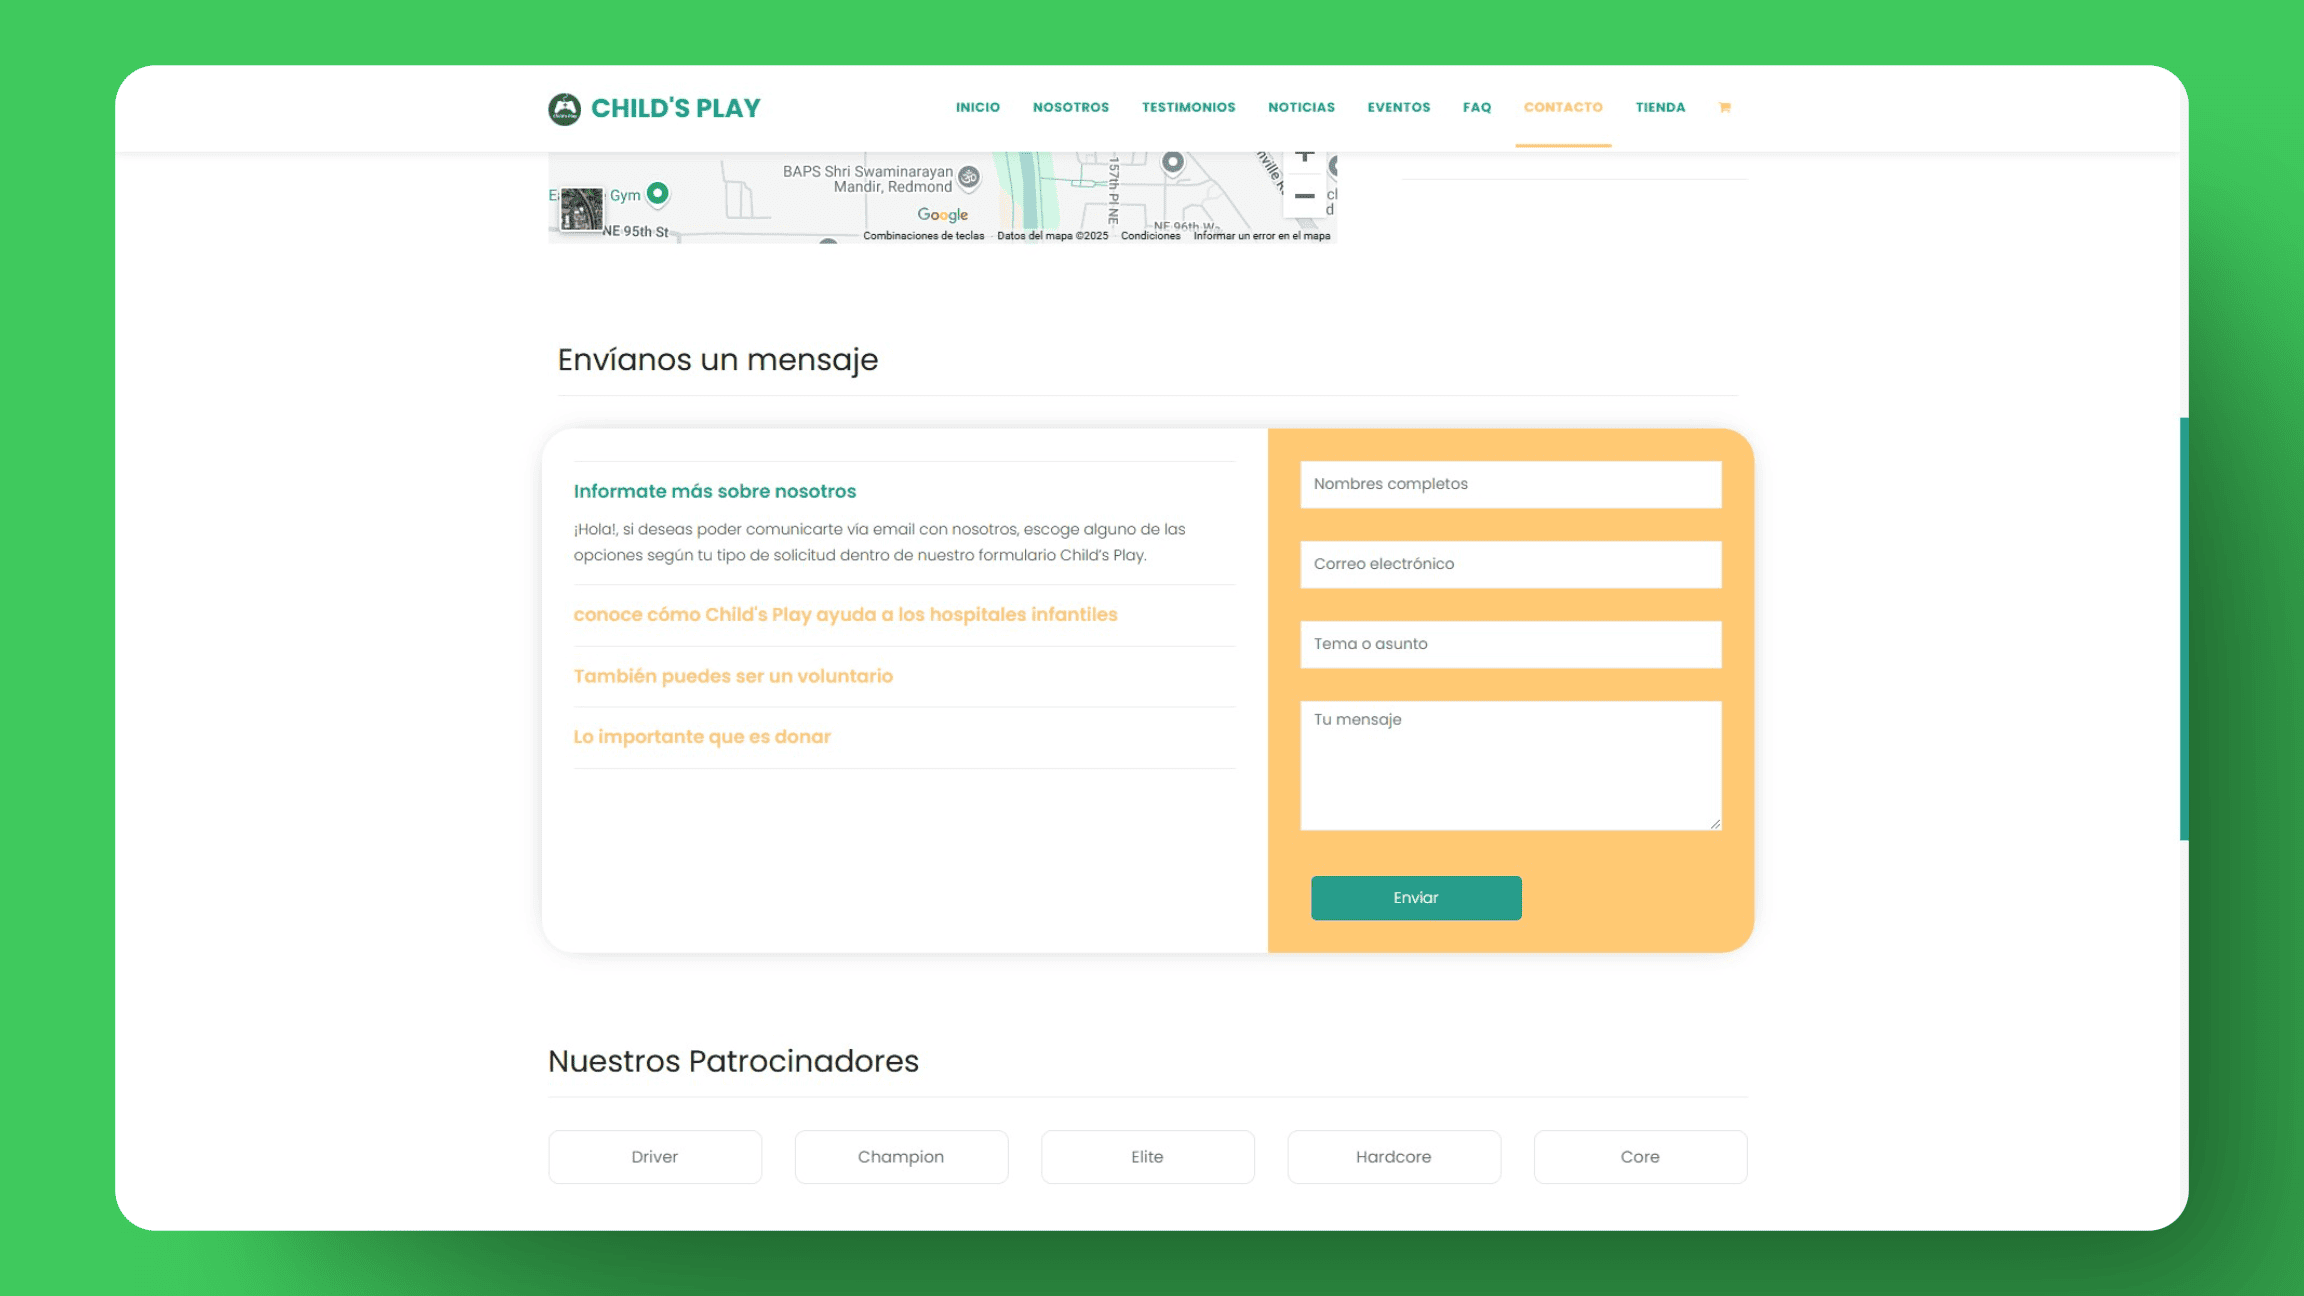 CHILD'S PLAY
INICIO
NOSOTROS
TESTIMONIOS
NOTICIAS
EVENTOS
FAQ
CONTACTO
TIENDA
BAPS Shri Swaminarayan
Mandir, Redmond
Gym
NE 95th St
Google
157th Pl NE
NE 96th W
Combinaciones de teclas
Datos del mapa ©2025
Condiciones
Informar un error en el mapa
Envíanos un mensaje
Informate más sobre nosotros
¡Hola!, si deseas poder comunicarte vía email con nosotros, escoge alguno de las
opciones según tu tipo de solicitud dentro de nuestro formulario Child's Play.
conoce cómo Child's Play ayuda a los hospitales infantiles
También puedes ser un voluntario
Lo importante que es donar
Nombres completos
Correo electrónico
Tema o asunto
Tu mensaje
Enviar
Nuestros Patrocinadores
Driver
Champion
Elite
Hardcore
Core